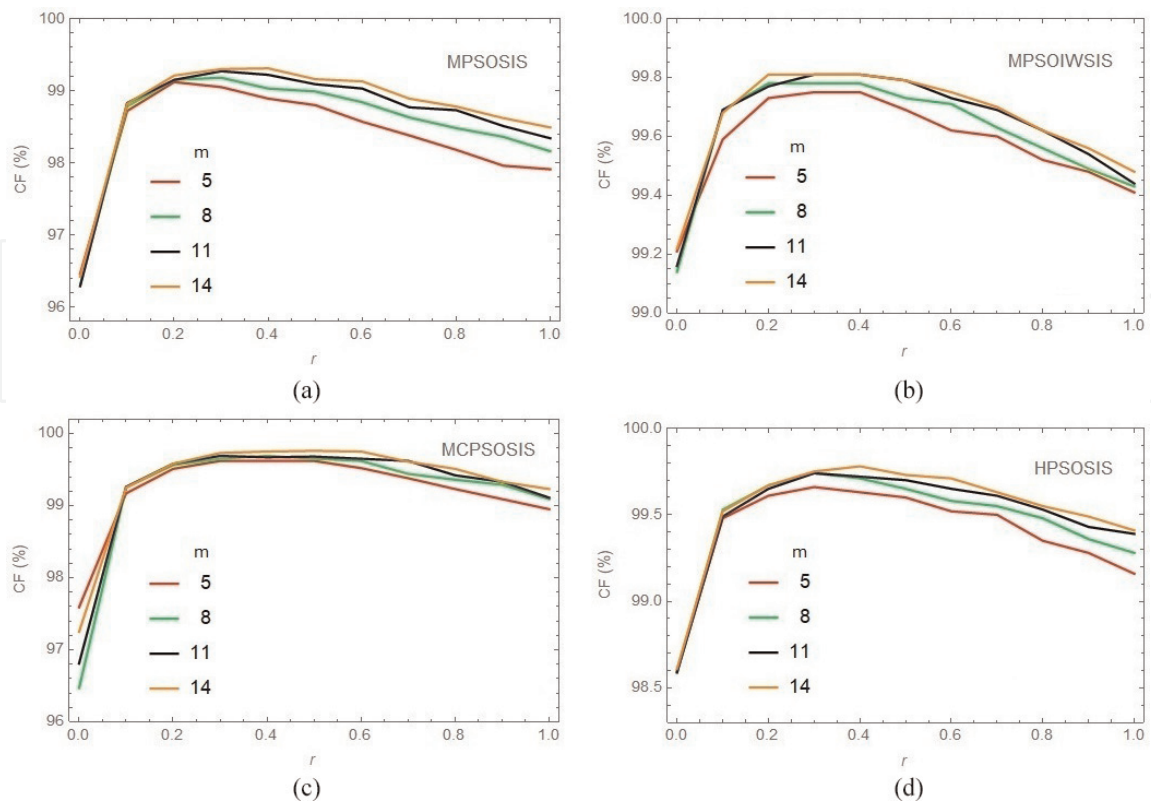 100
99
98
97
96
CF (%)
MPSOSIS
m
5
8
11
14
0.0 0.2 0.4 0.6 0.8 1.0
r
(a)
100.0
99.8
99.6
99.4
99.2
99.0
CF (%)
MPSOIWSIS
m
5
8
11
14
0.0 0.2 0.4 0.6 0.8 1.0
r
(b)
100
99
98
97
96
CF (%)
MCPSOSIS
m
5
8
11
14
0.0 0.2 0.4 0.6 0.8 1.0
r
(c)
100.0
99.5
99.0
98.5
CF (%)
HPSOSIS
m
5
8
11
14
0.0 0.2 0.4 0.6 0.8 1.0
r
(d)